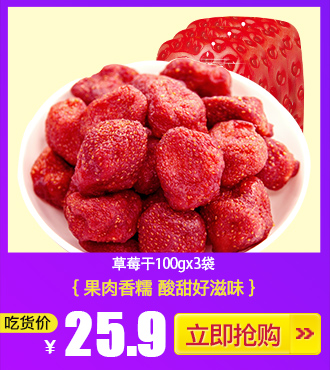 草莓干100gx3袋
{ 果肉香糯 酸甜好滋味 }
吃货价
¥ 25.9
立即抢购 >>